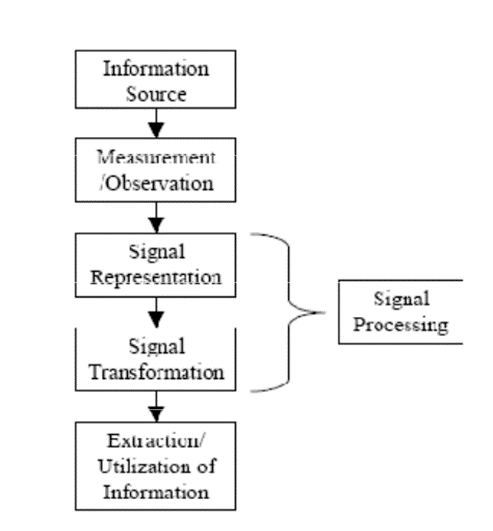 Information
Source
Measurement
/Observation
Signal
Representation
Signal
Processing
Signal
Transformation
Extraction/
Utilization of
Information